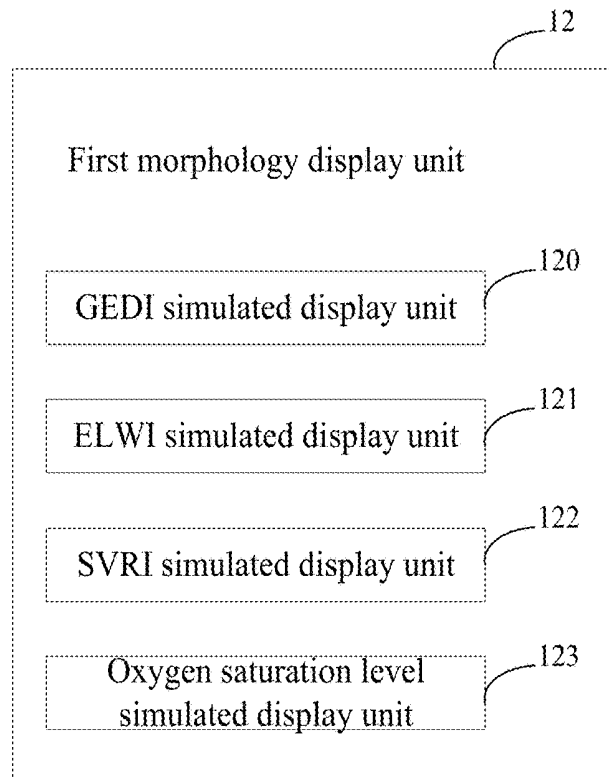 12
First morphology display unit
120
GEDI simulated display unit
121
ELWI simulated display unit
122
SVRI simulated display unit
123
Oxygen saturation level
simulated display unit